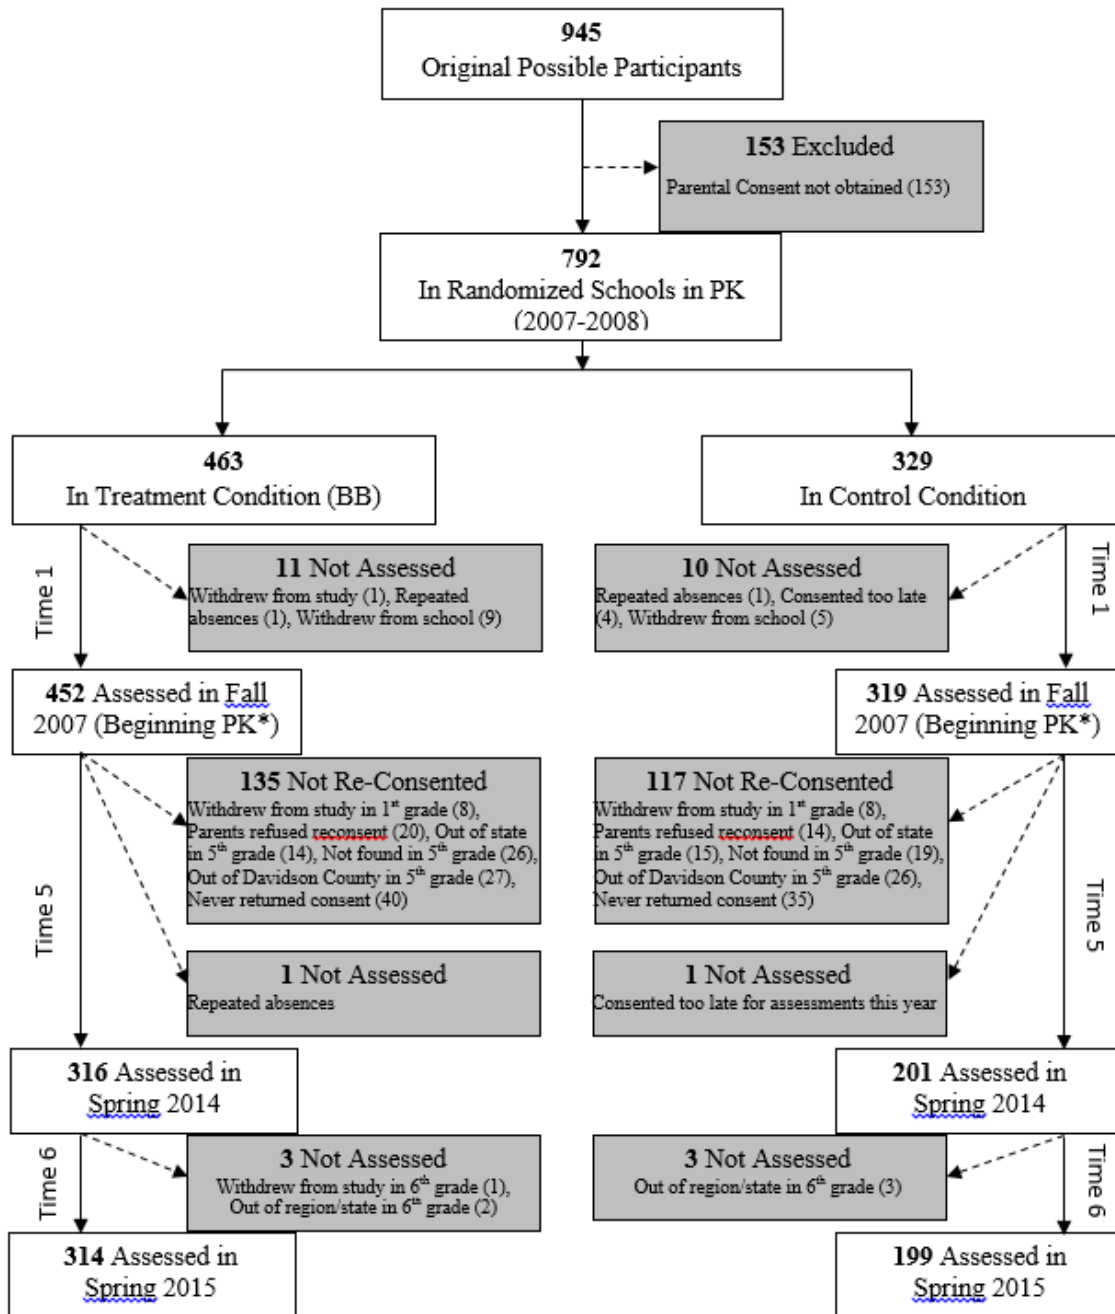 945
Original Possible Participants
153 Excluded
Parental Consent not obtained (153)
792
In Randomized Schools in PK
(2007-2008)
463
In Treatment Condition (BB)
329
In Control Condition
Time 1
11 Not Assessed
Withdrew from study (1), Repeated
absences (1), Withdrew from school (9)
10 Not Assessed
Repeated absences (1), Consented too late
(4), Withdrew from school (5)
Time 1
452 Assessed in Fall
2007 (Beginning PK*)
319 Assessed in Fall
2007 (Beginning PK*)
Time 5
135 Not Re-Consented
Withdrew from study in 1st grade (8),
Parents refused reconsent (20), Out of state
in 5th grade (14), Not found in 5th grade (26),
Out of Davidson County in 5th grade (27),
Never returned consent (40)
117 Not Re-Consented
Withdrew from study in 1st grade (8),
Parents refused reconsent (14), Out of state
in 5th grade (15), Not found in 5th grade (19),
Out of Davidson County in 5th grade (26),
Never returned consent (35)
Time 5
1 Not Assessed
Repeated absences
1 Not Assessed
Consented too late for assessments this year
316 Assessed in
Spring 2014
201 Assessed in
Spring 2014
Time 6
3 Not Assessed
Withdrew from study in 6th grade (1),
Out of region/state in 6th grade (2)
3 Not Assessed
Out of region/state in 6th grade (3)
Time 6
314 Assessed in
Spring 2015
199 Assessed in
Spring 2015